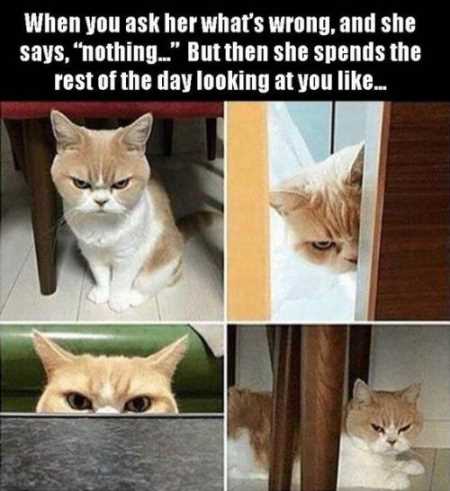 When you ask her what's wrong, and she
says, "nothing..." But then she spends the
rest of the day looking at you like...